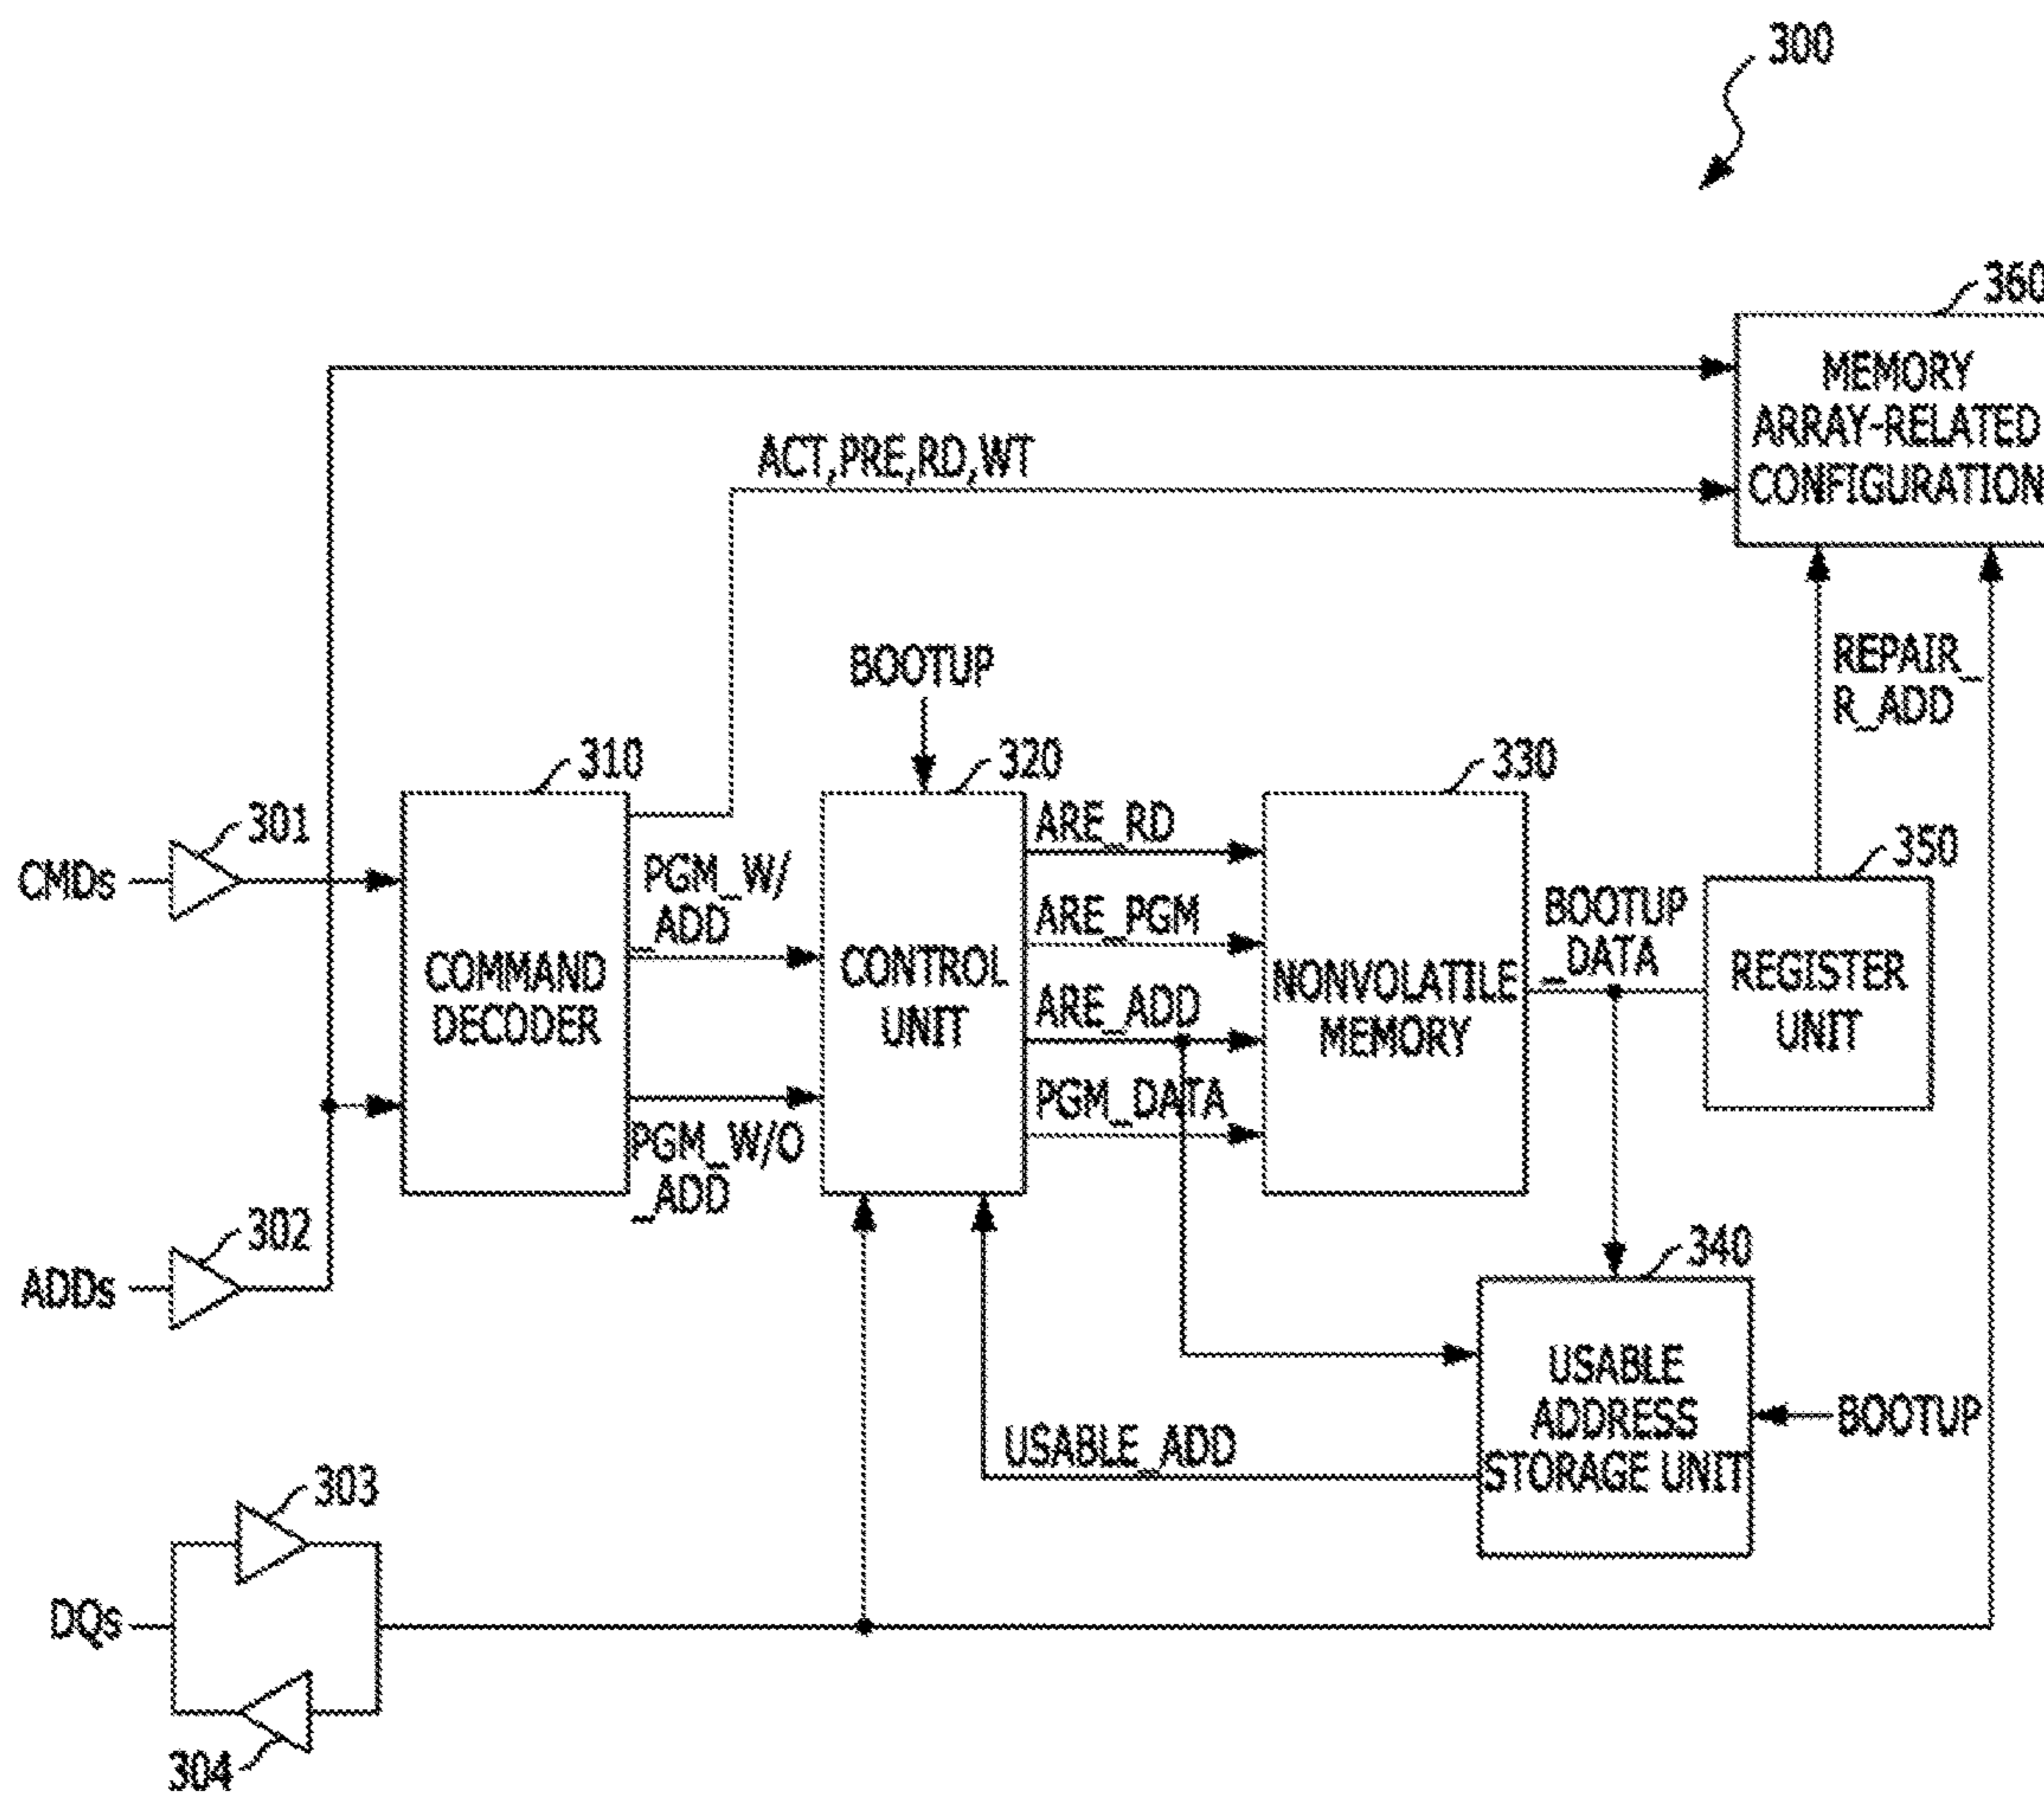 300
360
MEMORY
ARRAY-RELATED
CONFIGURATION
ACT,PRE,RD,WT
REPAIR_
R_ADD
BOOTUP
310
320
330
301
CMDs
350
ARE_RD
PGM_W/
_ADD
ARE_PGM
BOOTUP
_DATA
COMMAND
DECODER
CONTROL
UNIT
ARE_ADD
NONVOLATILE
MEMORY
REGISTER
UNIT
PGM_DATA
PGM_W/O
_ADD
302
ADDs
340
USABLE
ADDRESS
STORAGE UNIT
BOOTUP
USABLE_ADD
303
DQs
304